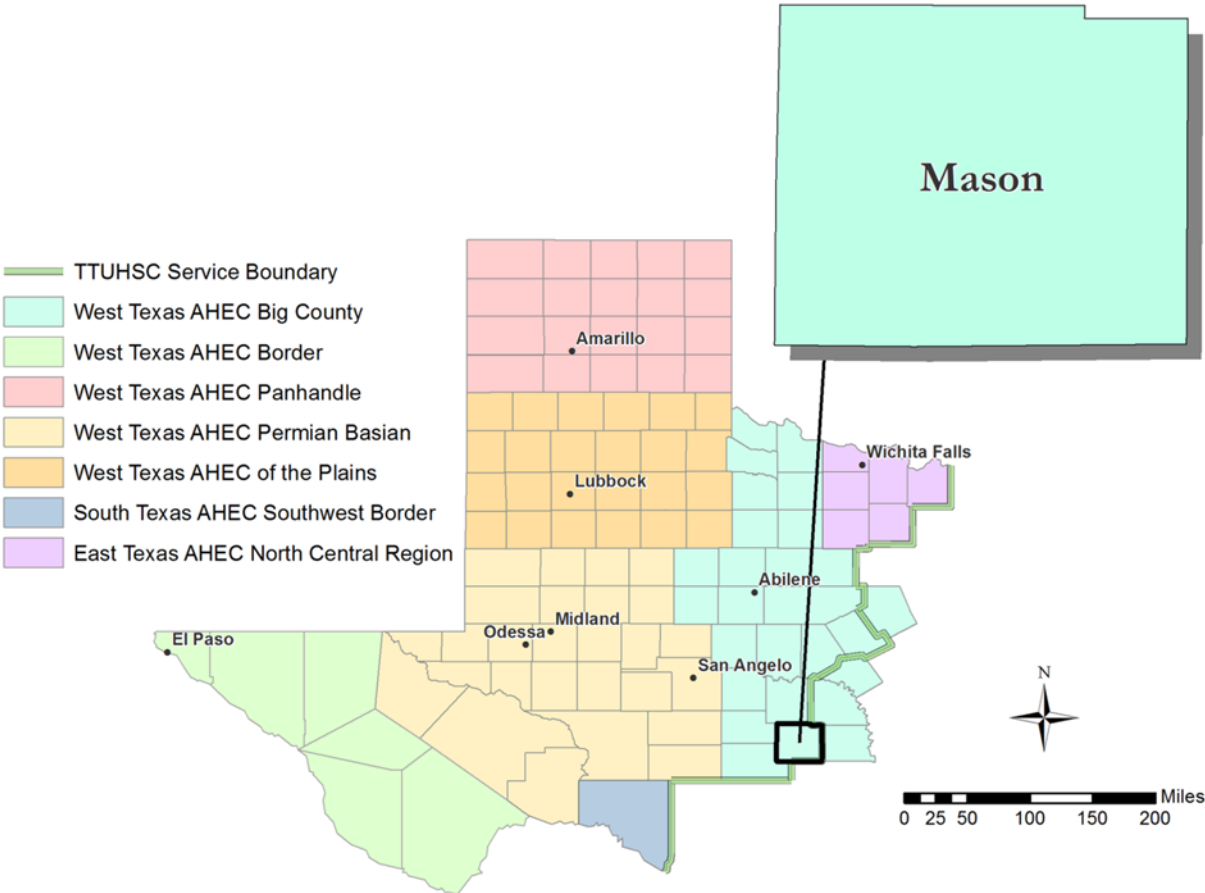 Mason
TTUHSC Service Boundary
West Texas AHEC Big County
West Texas AHEC Border
West Texas AHEC Panhandle
West Texas AHEC Permian Basian
West Texas AHEC of the Plains
South Texas AHEC Southwest Border
East Texas AHEC North Central Region
Amarillo
Wichita Falls
Lubbock
Abilene
Midland
Odessa
El Paso
San Angelo
N
Miles
0 25 50 100 150 200